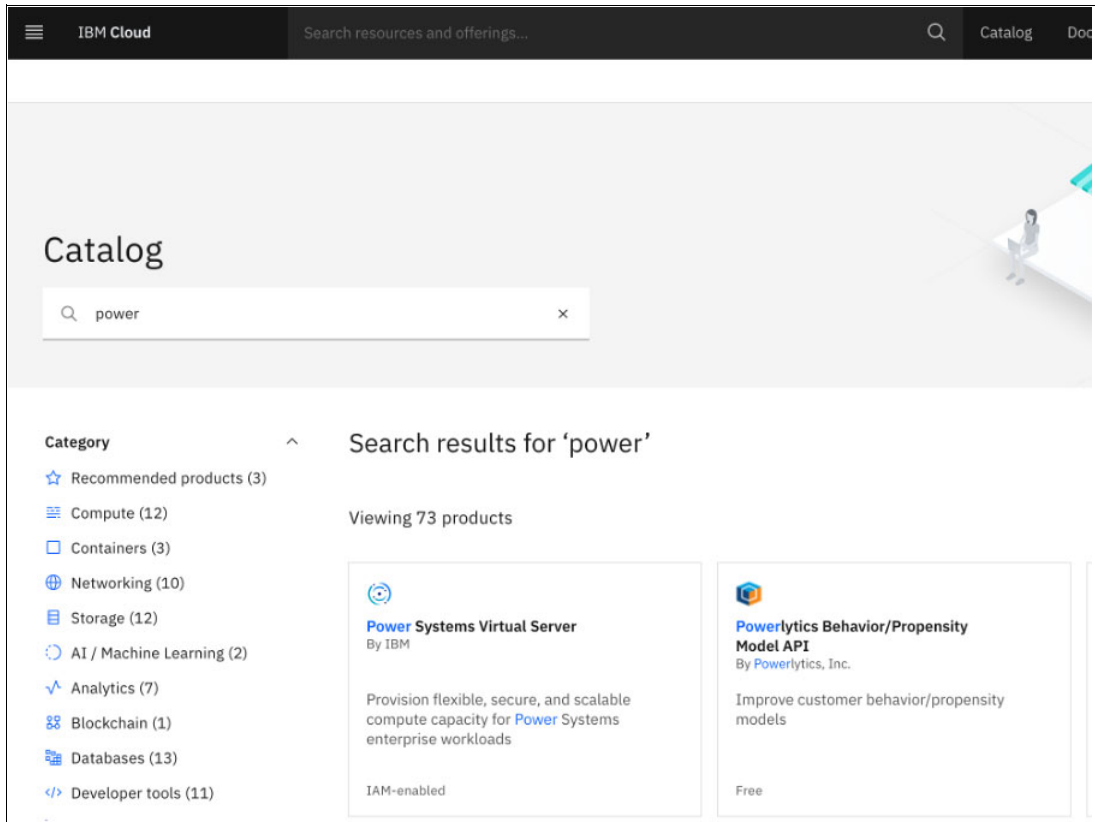 IBM Cloud
Search resources and offerings...
Catalog
Doc
Catalog
power
Category
Recommended products (3)
Compute (12)
Containers (3)
Networking (10)
Storage (12)
AI / Machine Learning (2)
Analytics (7)
Blockchain (1)
Databases (13)
Developer tools (11)
Search results for ‘power’
Viewing 73 products
Power Systems Virtual Server
By IBM
Provision flexible, secure, and scalable
compute capacity for Power Systems
enterprise workloads
IAM-enabled
Powerlytics Behavior/Propensity
Model API
By Powerlytics, Inc.
Improve customer behavior/propensity
models
Free